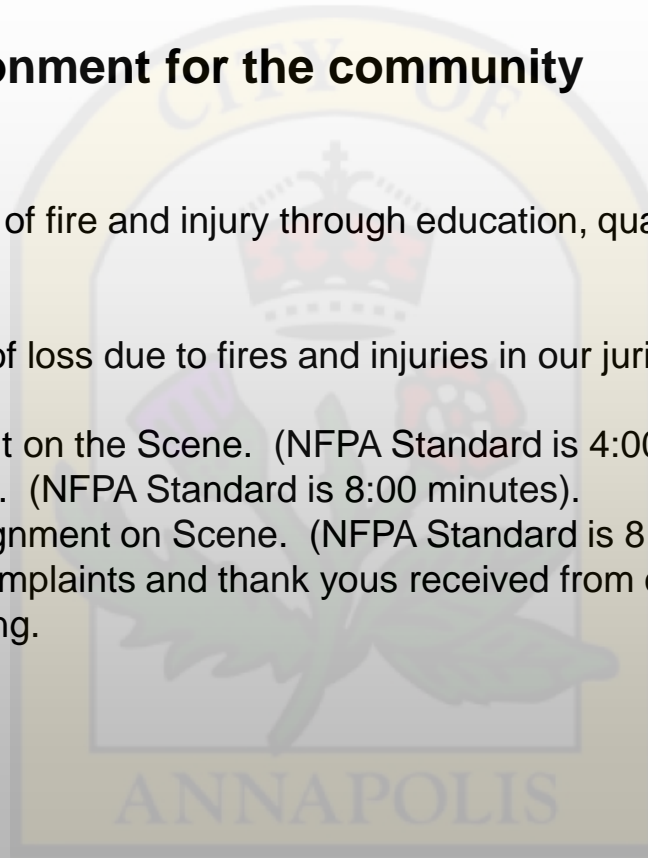 CITY OF
onment for the community
of fire and injury through education, qua
of loss due to fires and injuries in our juri
t on the Scene.  (NFPA Standard is 4:00
.  (NFPA Standard is 8:00 minutes).
gnment on Scene.  (NFPA Standard is 8
mplaints and thank yous received from
ng.
ANNAPOLIS